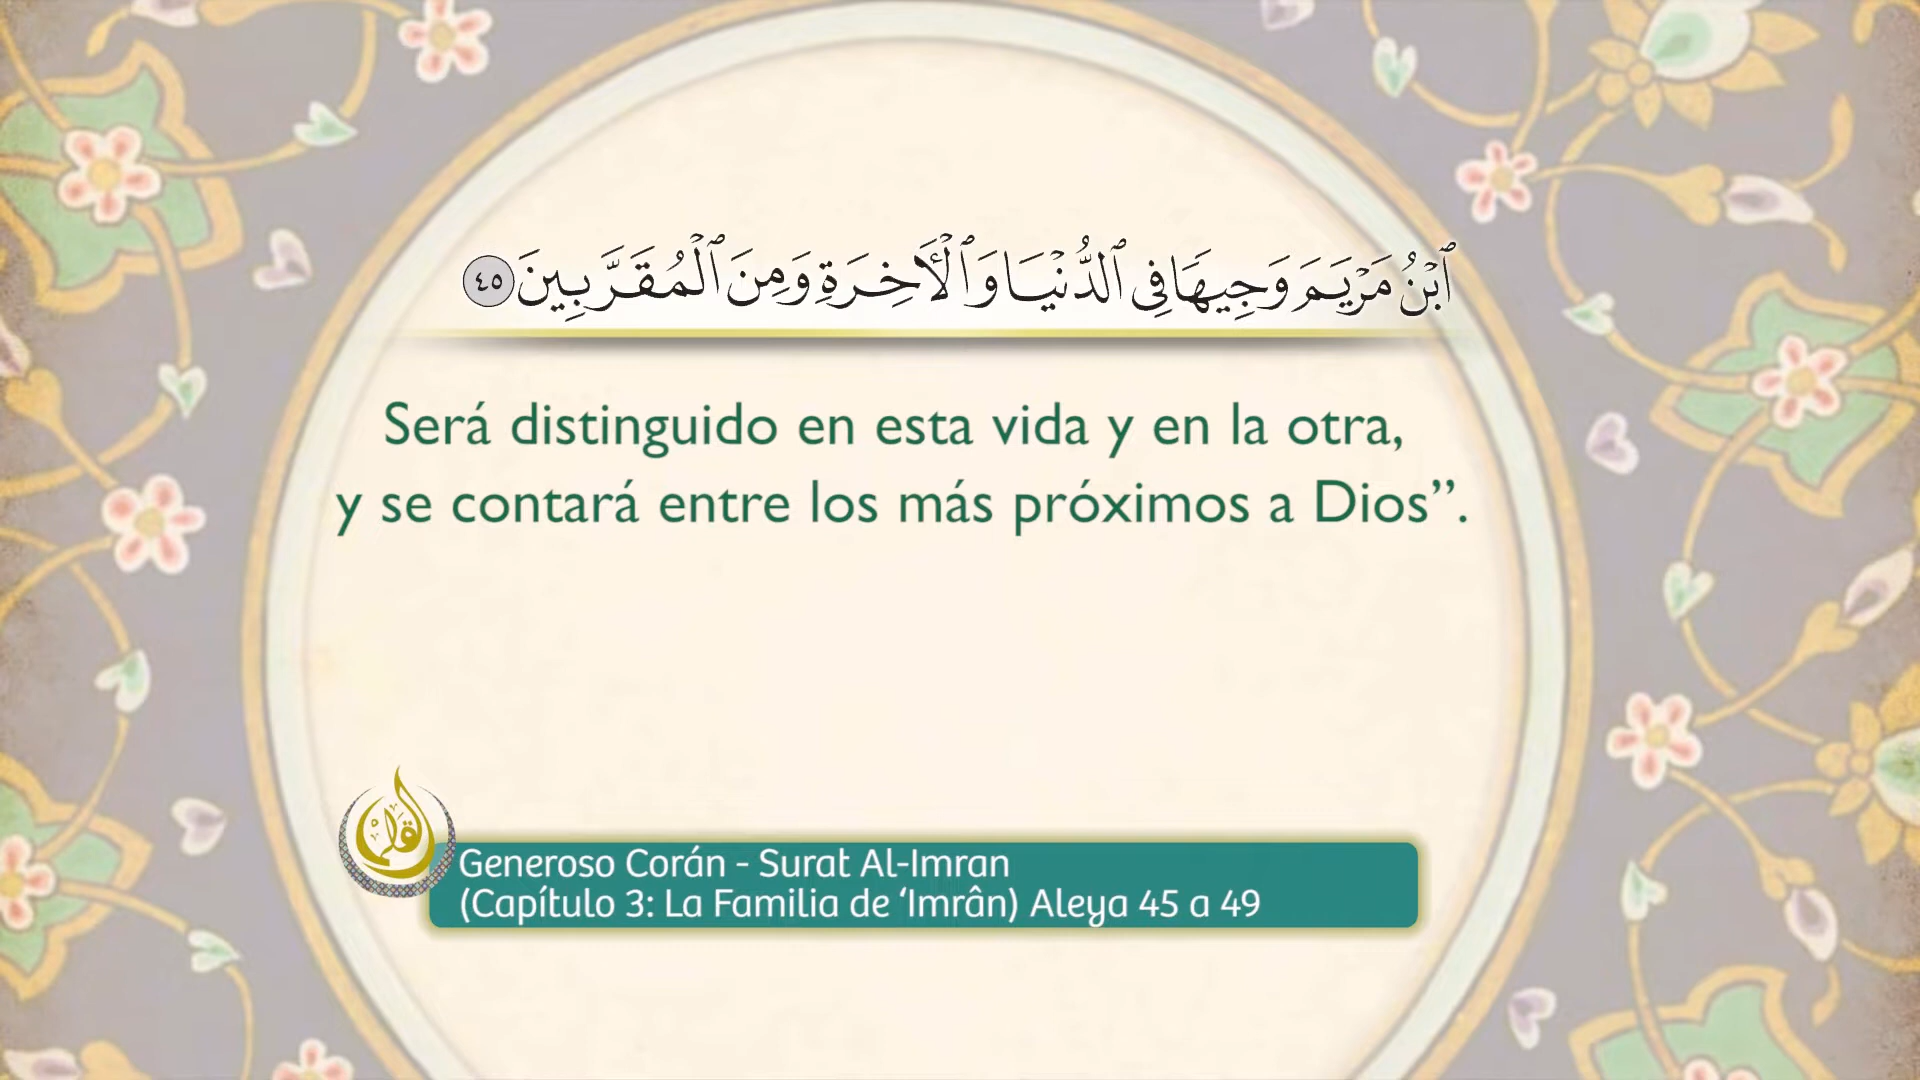 ٱبۡنُ مَرۡيَمَ وَجِيهًا فِي ٱلدُّنۡيَا وَٱلۡأٓخِرَةِ وَمِنَ ٱلۡمُقَرَّبِينَ ٤٥
Será distinguido en esta vida y en la otra,
y se contará entre los más próximos a Dios”.
Generoso Corán - Surat Al-Imran
(Capítulo 3: La Familia de ‘Imrân) Aleya 45 a 49